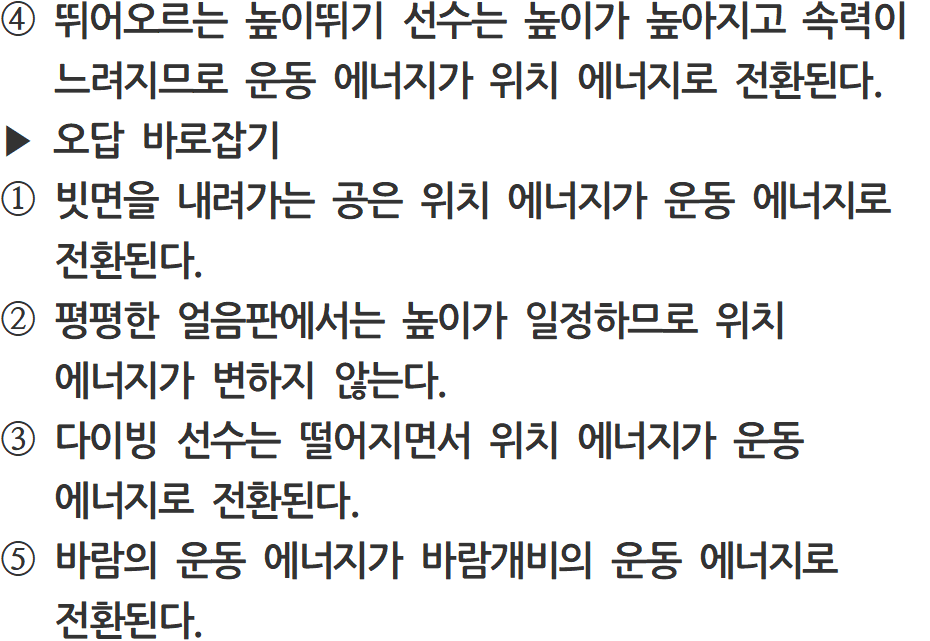 ④ 뛰어오르는 높이뛰기 선수는 높이가 높아지고 속력이
느려지므로 운동 에너지가 위치 에너지로 전환된다.
▶ 오답 바로잡기
① 빗면을 내려가는 공은 위치 에너지가 운동 에너지로
전환된다.
② 평평한 얼음판에서는 높이가 일정하므로 위치
에너지가 변하지 않는다.
③ 다이빙 선수는 떨어지면서 위치 에너지가 운동
에너지로 전환된다.
⑤ 바람의 운동 에너지가 바람개비의 운동 에너지로
전환된다.